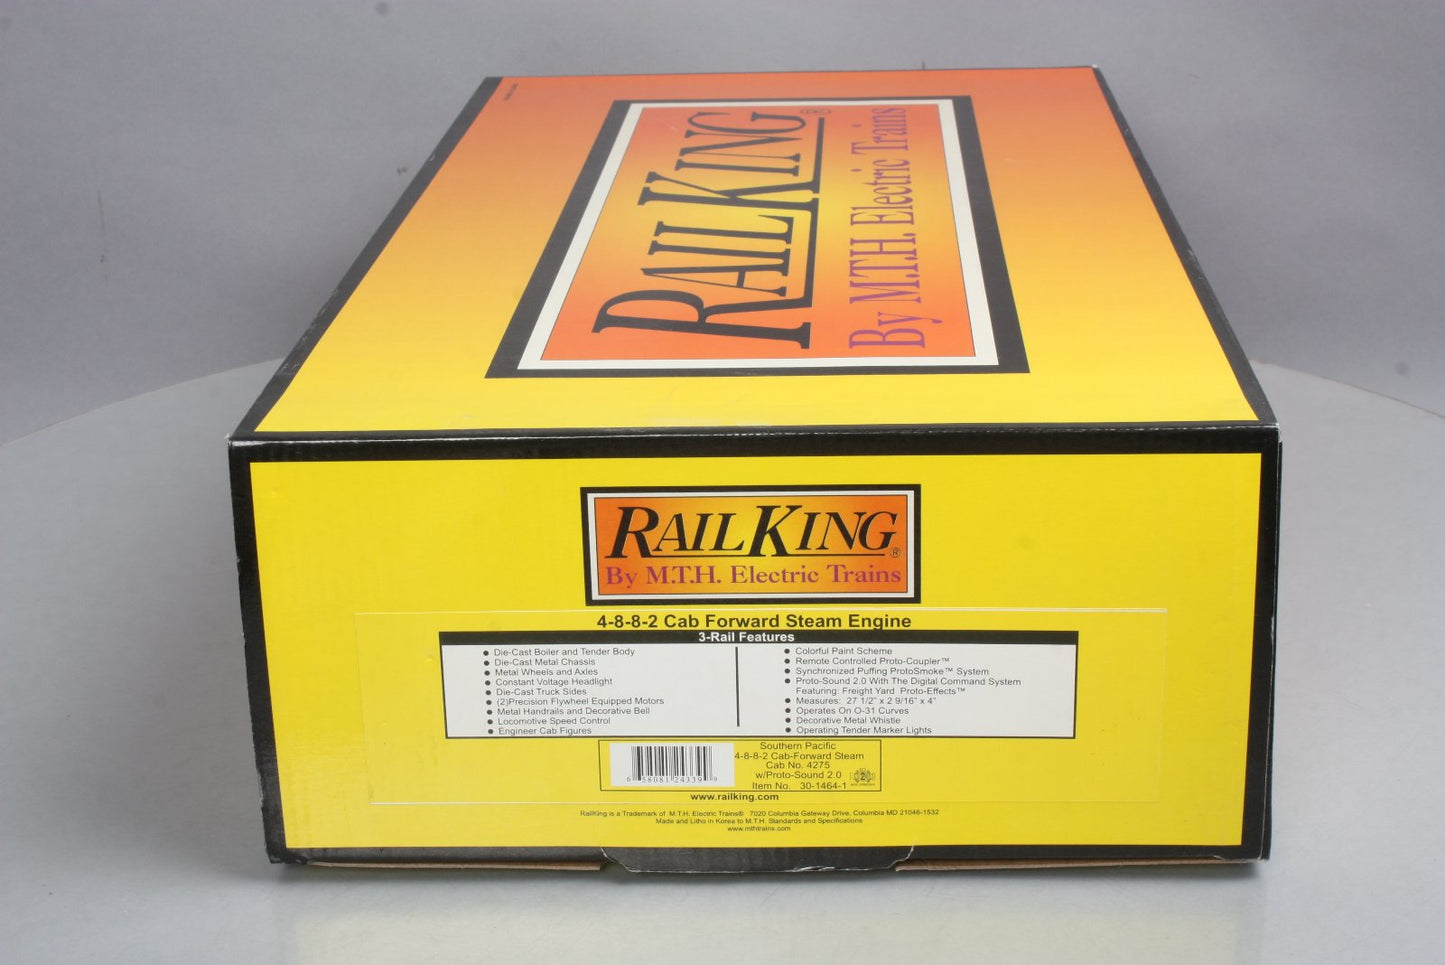 RAILKING
By M.T.H. Electric Trains
RAILKING®
By M.T.H. Electric Trains
4-8-8-2 Cab Forward Steam Engine
3-Rail Features
• Die-Cast Boiler and Tender Body
• Die-Cast Metal Chassis
• Metal Wheels and Axles
• Constant Voltage Headlight
• Die-Cast Truck Sides
• (2)Precision Flywheel Equipped Motors
• Metal Handrails and Decorative Bell
• Locomotive Speed Control
• Engineer Cab Figures
• Colorful Paint Scheme
• Remote Controlled Proto-Coupler™
• Synchronized Puffing ProtoSmoke™ System
• Proto-Sound 2.0 With The Digital Command System
Featuring: Freight Yard Proto-Effects™
• Measures: 27 1/2" x 2 9/16" x 4"
• Operates On O-31 Curves
• Decorative Metal Whistle
• Operating Tender Marker Lights
6 58081 24339 9
Southern Pacific
4-8-8-2 Cab-Forward Steam
Cab No. 4275
w/Proto-Sound 2.0
Item No. 30-1464-1
www.railking.com
RailKing is a Trademark of M.T.H. Electric Trains® 7020 Columbia Gateway Drive, Columbia MD 21046-1532
Made and Litho in Korea to M.T.H. Standards and Specifications
www.mthtrains.com